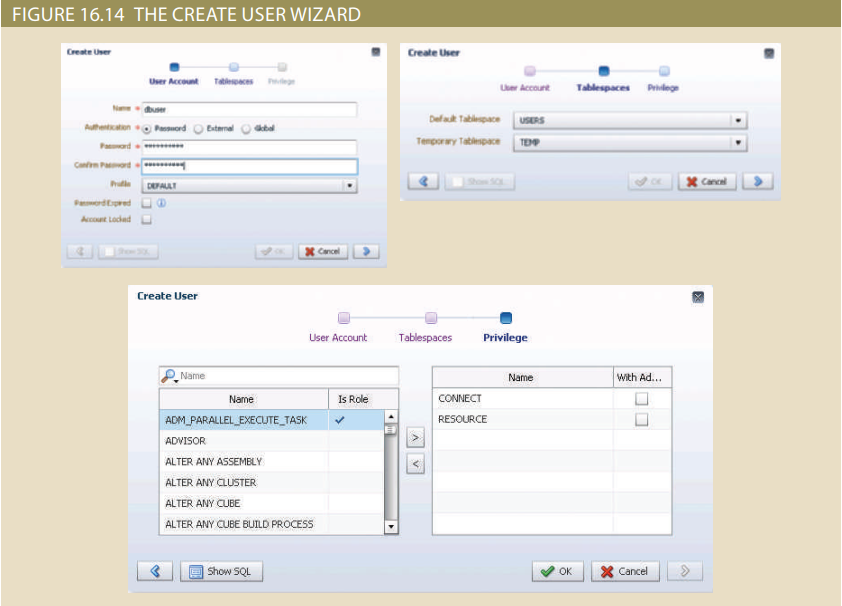 FIGURE 16.14 THE CREATE USER WIZARD
Create User
User Account Tablespaces Privilege
Name * dbuser
Authentication * Password External Global
Password * **********
Confirm Password * **********
Profile DEFAULT
Password Expired
Account Locked
Show SQL OK Cancel
Create User
User Account Tablespaces Privilege
Default Tablespace USERS
Temporary Tablespace TEMP
Show SQL OK Cancel
Create User
User Account Tablespaces Privilege
Name
Name Is Role
ADM_PARALLEL_EXECUTE_TASK
ADVISOR
ALTER ANY ASSEMBLY
ALTER ANY CLUSTER
ALTER ANY CUBE
ALTER ANY CUBE BUILD PROCESS
>
<
Name With Ad...
CONNECT
RESOURCE
Show SQL OK Cancel